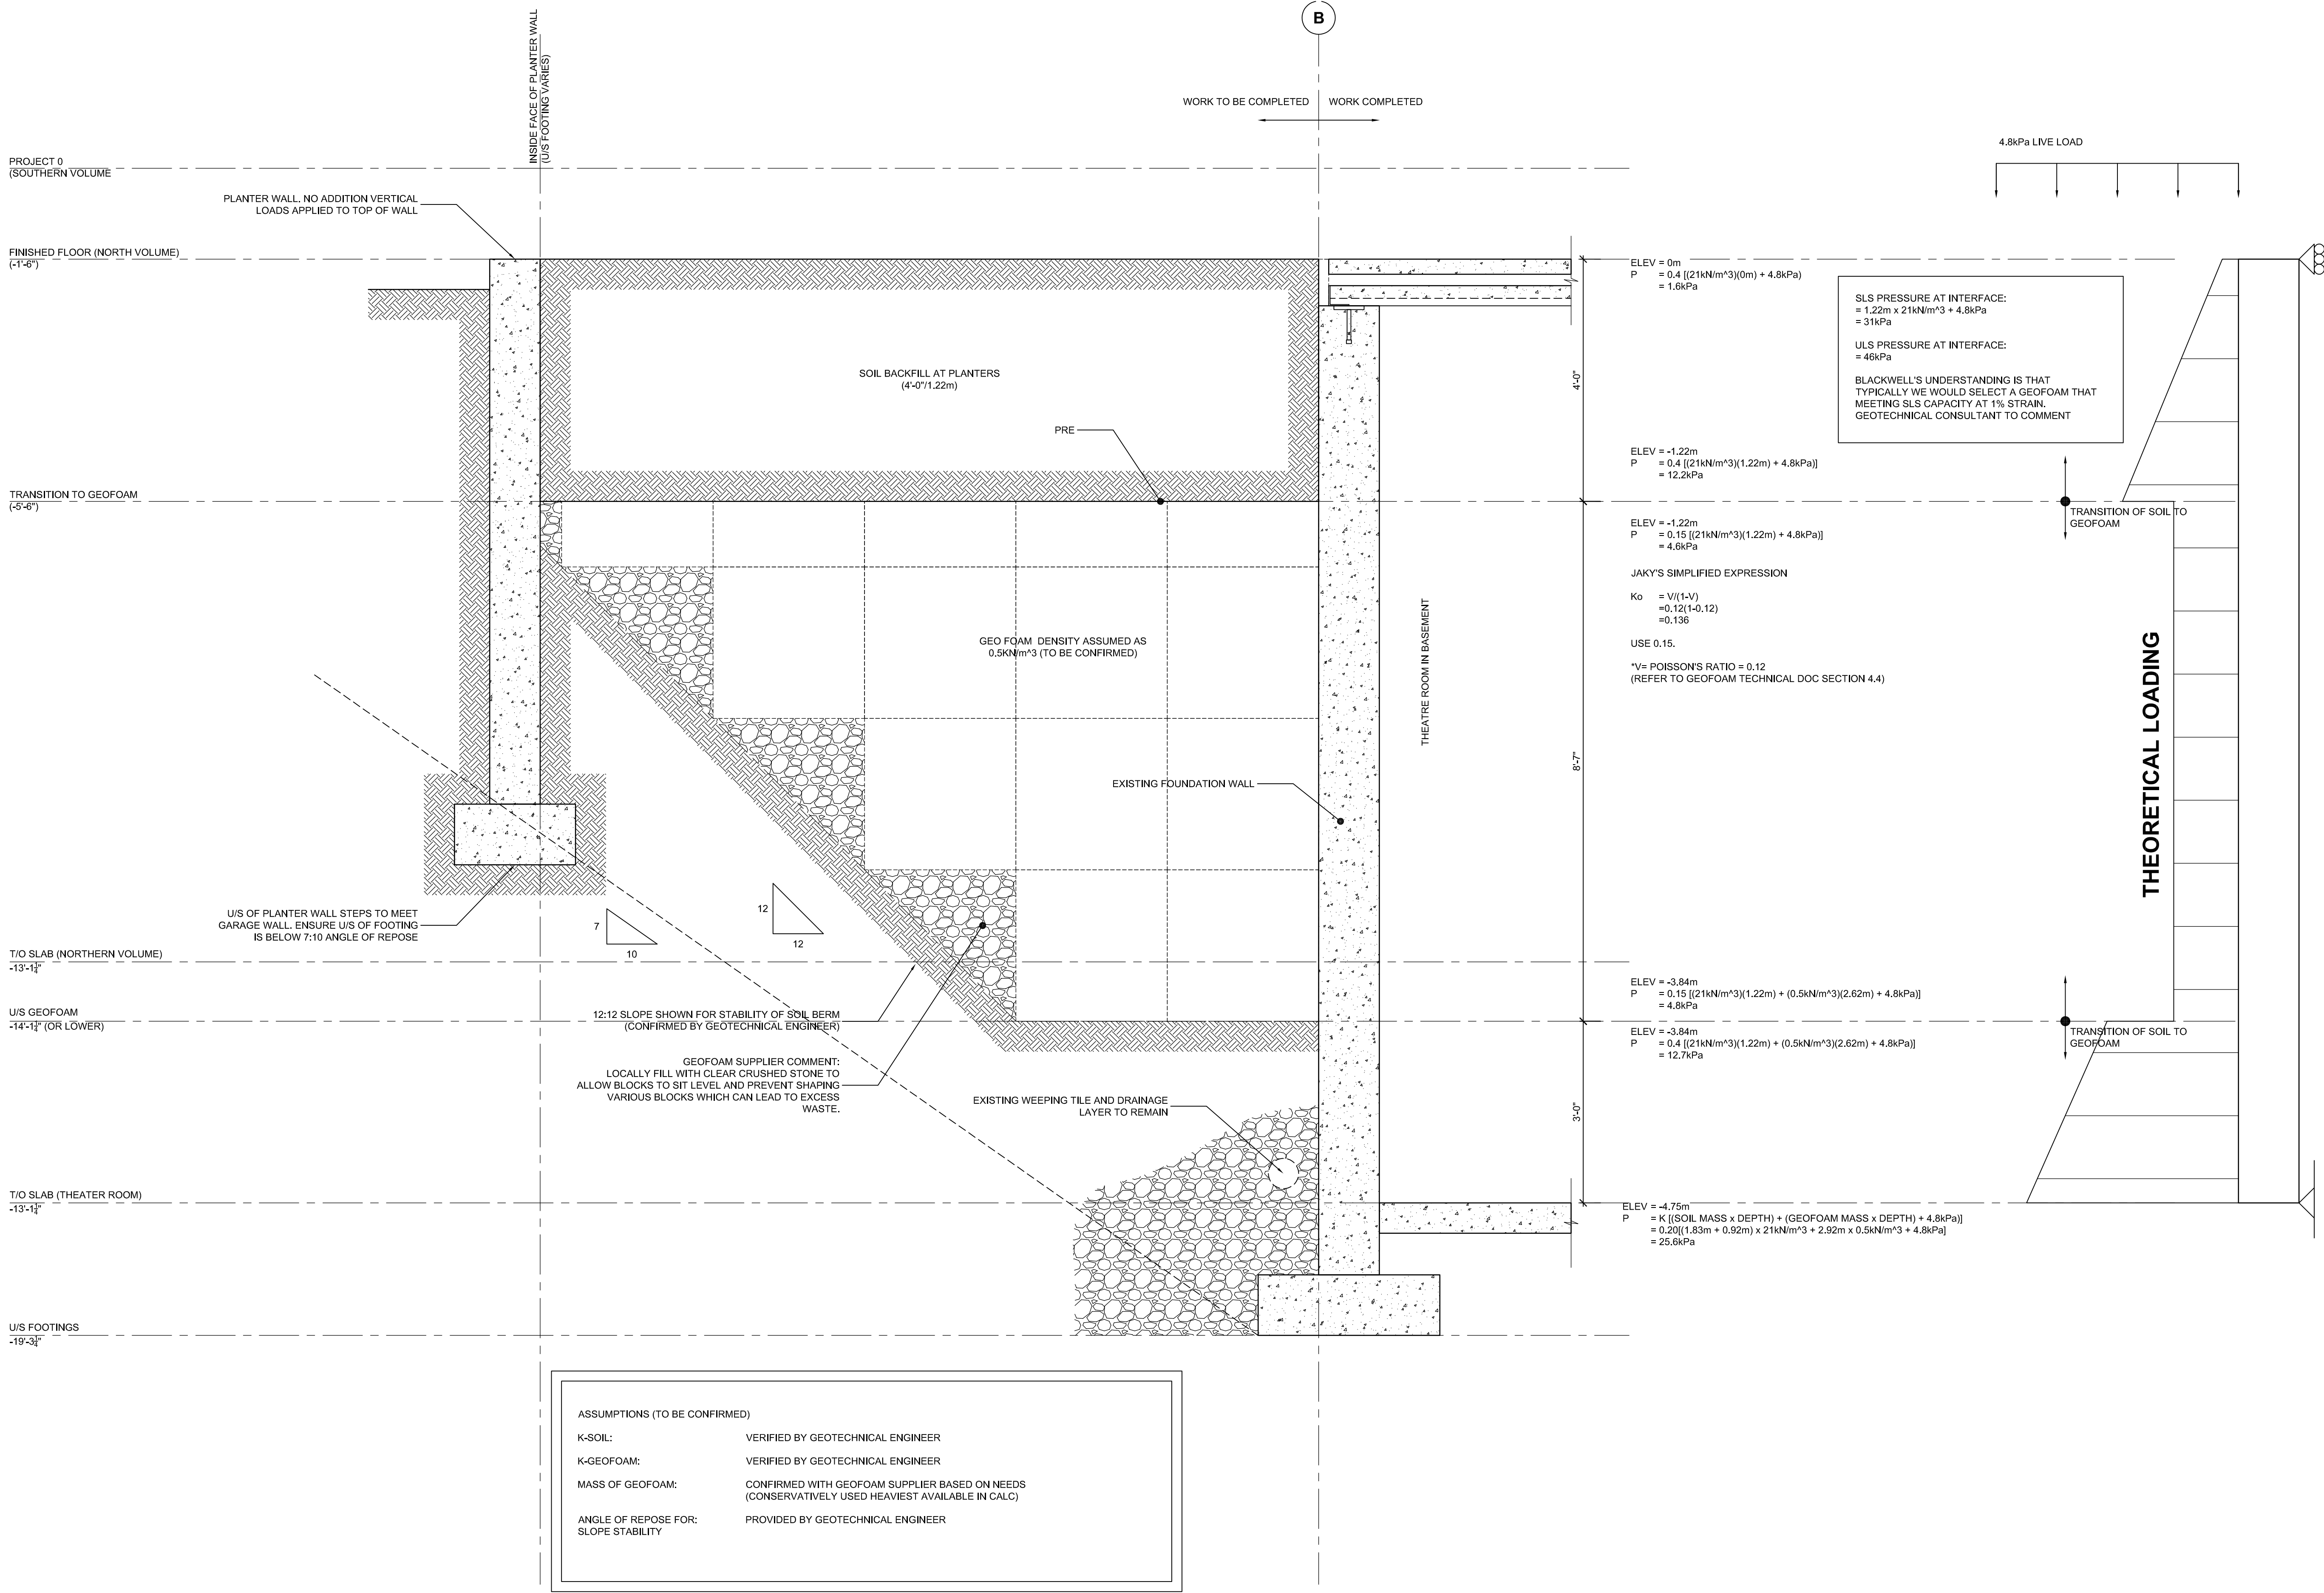 B
INSIDE FACE OF PLANTER WALL
(U/S FOOTING VARIES)
WORK TO BE COMPLETED
WORK COMPLETED
4.8kPa LIVE LOAD
PROJECT 0
(SOUTHERN VOLUME
PLANTER WALL. NO ADDITION VERTICAL
LOADS APPLIED TO TOP OF WALL
FINISHED FLOOR (NORTH VOLUME)
(-1'-6")
ELEV = 0m
P = 0.4 [(21kN/m^3)(0m) + 4.8kPa)
= 1.6kPa
SLS PRESSURE AT INTERFACE:
= 1.22m x 21kN/m^3 + 4.8kPa
= 31kPa
ULS PRESSURE AT INTERFACE:
= 46kPa
BLACKWELL'S UNDERSTANDING IS THAT
TYPICALLY WE WOULD SELECT A GEOFOAM THAT
MEETING SLS CAPACITY AT 1% STRAIN.
GEOTECHNICAL CONSULTANT TO COMMENT
SOIL BACKFILL AT PLANTERS
(4'-0"/1.22m)
4'-0"
PRE
ELEV = -1.22m
P = 0.4 [(21kN/m^3)(1.22m) + 4.8kPa)]
= 12.2kPa
TRANSITION TO GEOFOAM
(-5'-6")
TRANSITION OF SOIL TO
GEOFOAM
ELEV = -1.22m
P = 0.15 [(21kN/m^3)(1.22m) + 4.8kPa)]
= 4.6kPa
JAKY'S SIMPLIFIED EXPRESSION
Ko = V/(1-V)
=0.12(1-0.12)
=0.136
USE 0.15.
*V= POISSON'S RATIO = 0.12
(REFER TO GEOFOAM TECHNICAL DOC SECTION 4.4)
GEO FOAM DENSITY ASSUMED AS
0.5KN/m^3 (TO BE CONFIRMED)
THEATRE ROOM IN BASEMENT
THEORETICAL LOADING
8'-7"
EXISTING FOUNDATION WALL
U/S OF PLANTER WALL STEPS TO MEET
GARAGE WALL. ENSURE U/S OF FOOTING
IS BELOW 7:10 ANGLE OF REPOSE
7
10
12
12
T/O SLAB (NORTHERN VOLUME)
-13'-1¼"
U/S GEOFOAM
-14'-1¼" (OR LOWER)
12:12 SLOPE SHOWN FOR STABILITY OF SOIL BERM
(CONFIRMED BY GEOTECHNICAL ENGINEER)
ELEV = -3.84m
P = 0.15 [(21kN/m^3)(1.22m) + (0.5kN/m^3)(2.62m) + 4.8kPa)]
= 4.8kPa
ELEV = -3.84m
P = 0.4 [(21kN/m^3)(1.22m) + (0.5kN/m^3)(2.62m) + 4.8kPa)]
= 12.7kPa
TRANSITION OF SOIL TO
GEOFOAM
GEOFOAM SUPPLIER COMMENT:
LOCALLY FILL WITH CLEAR CRUSHED STONE TO
ALLOW BLOCKS TO SIT LEVEL AND PREVENT SHAPING
VARIOUS BLOCKS WHICH CAN LEAD TO EXCESS
WASTE.
EXISTING WEEPING TILE AND DRAINAGE
LAYER TO REMAIN
3'-0"
T/O SLAB (THEATER ROOM)
-13'-1¼"
ELEV = -4.75m
P = K [(SOIL MASS x DEPTH) + (GEOFOAM MASS x DEPTH) + 4.8kPa)]
= 0.20[(1.83m + 0.92m) x 21kN/m^3 + 2.92m x 0.5kN/m^3 + 4.8kPa]
= 25.6kPa
U/S FOOTINGS
-19'-3¾"
ASSUMPTIONS (TO BE CONFIRMED)
K-SOIL: VERIFIED BY GEOTECHNICAL ENGINEER
K-GEOFOAM: VERIFIED BY GEOTECHNICAL ENGINEER
MASS OF GEOFOAM: CONFIRMED WITH GEOFOAM SUPPLIER BASED ON NEEDS
(CONSERVATIVELY USED HEAVIEST AVAILABLE IN CALC)
ANGLE OF REPOSE FOR: PROVIDED BY GEOTECHNICAL ENGINEER
SLOPE STABILITY